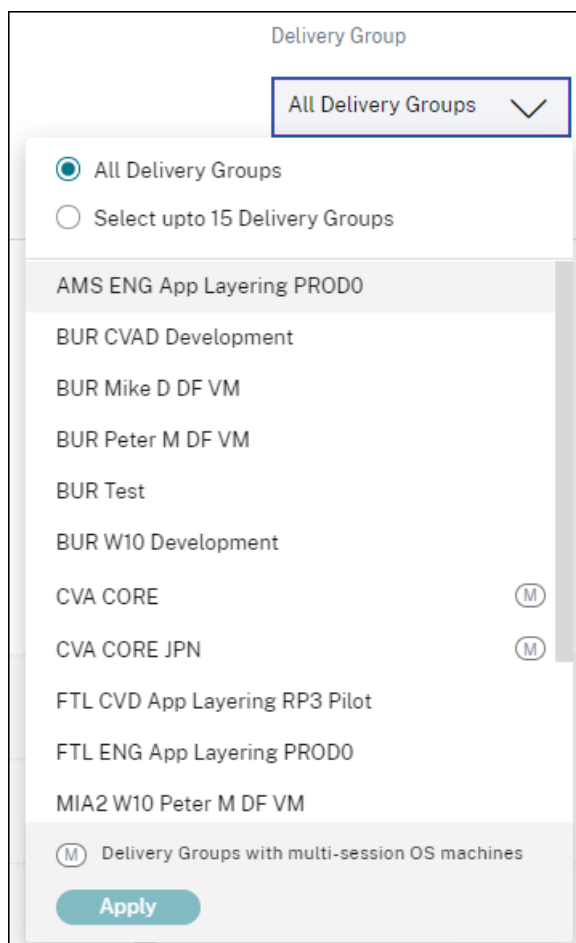 Delivery Group
All Delivery Groups
All Delivery Groups
Select upto 15 Delivery Groups
AMS ENG App Layering PROD0
BUR CVAD Development
BUR Mike D DF VM
BUR Peter M DF VM
BUR Test
BUR W10 Development
CVA CORE M
CVA CORE JPN M
FTL CVD App Layering RP3 Pilot
FTL ENG App Layering PROD0
MIA2 W10 Peter M DF VM
M Delivery Groups with multi-session OS machines
Apply